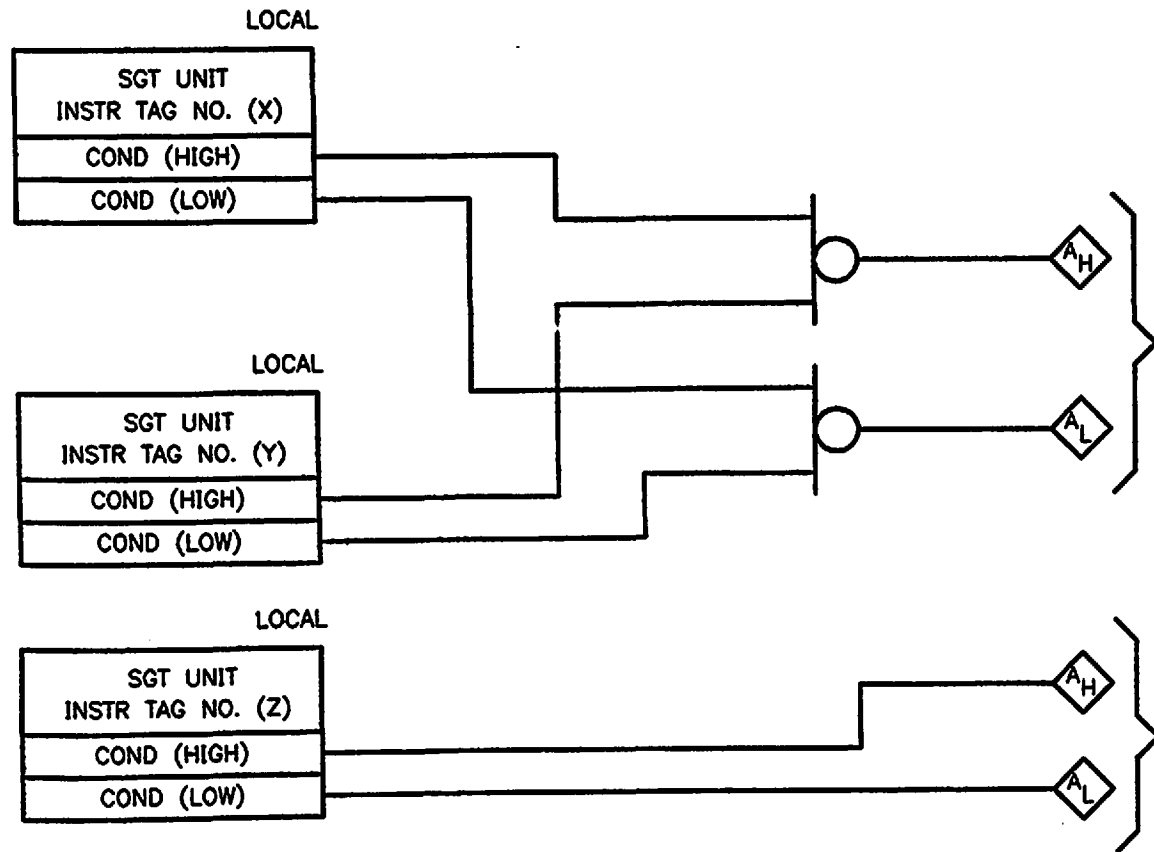 LOCAL
SGT UNIT
INSTR TAG NO. (X)
COND (HIGH)
COND (LOW)
AH
AL
LOCAL
SGT UNIT
INSTR TAG NO. (Y)
COND (HIGH)
COND (LOW)
LOCAL
SGT UNIT
INSTR TAG NO. (Z)
COND (HIGH)
COND (LOW)
AH
AL